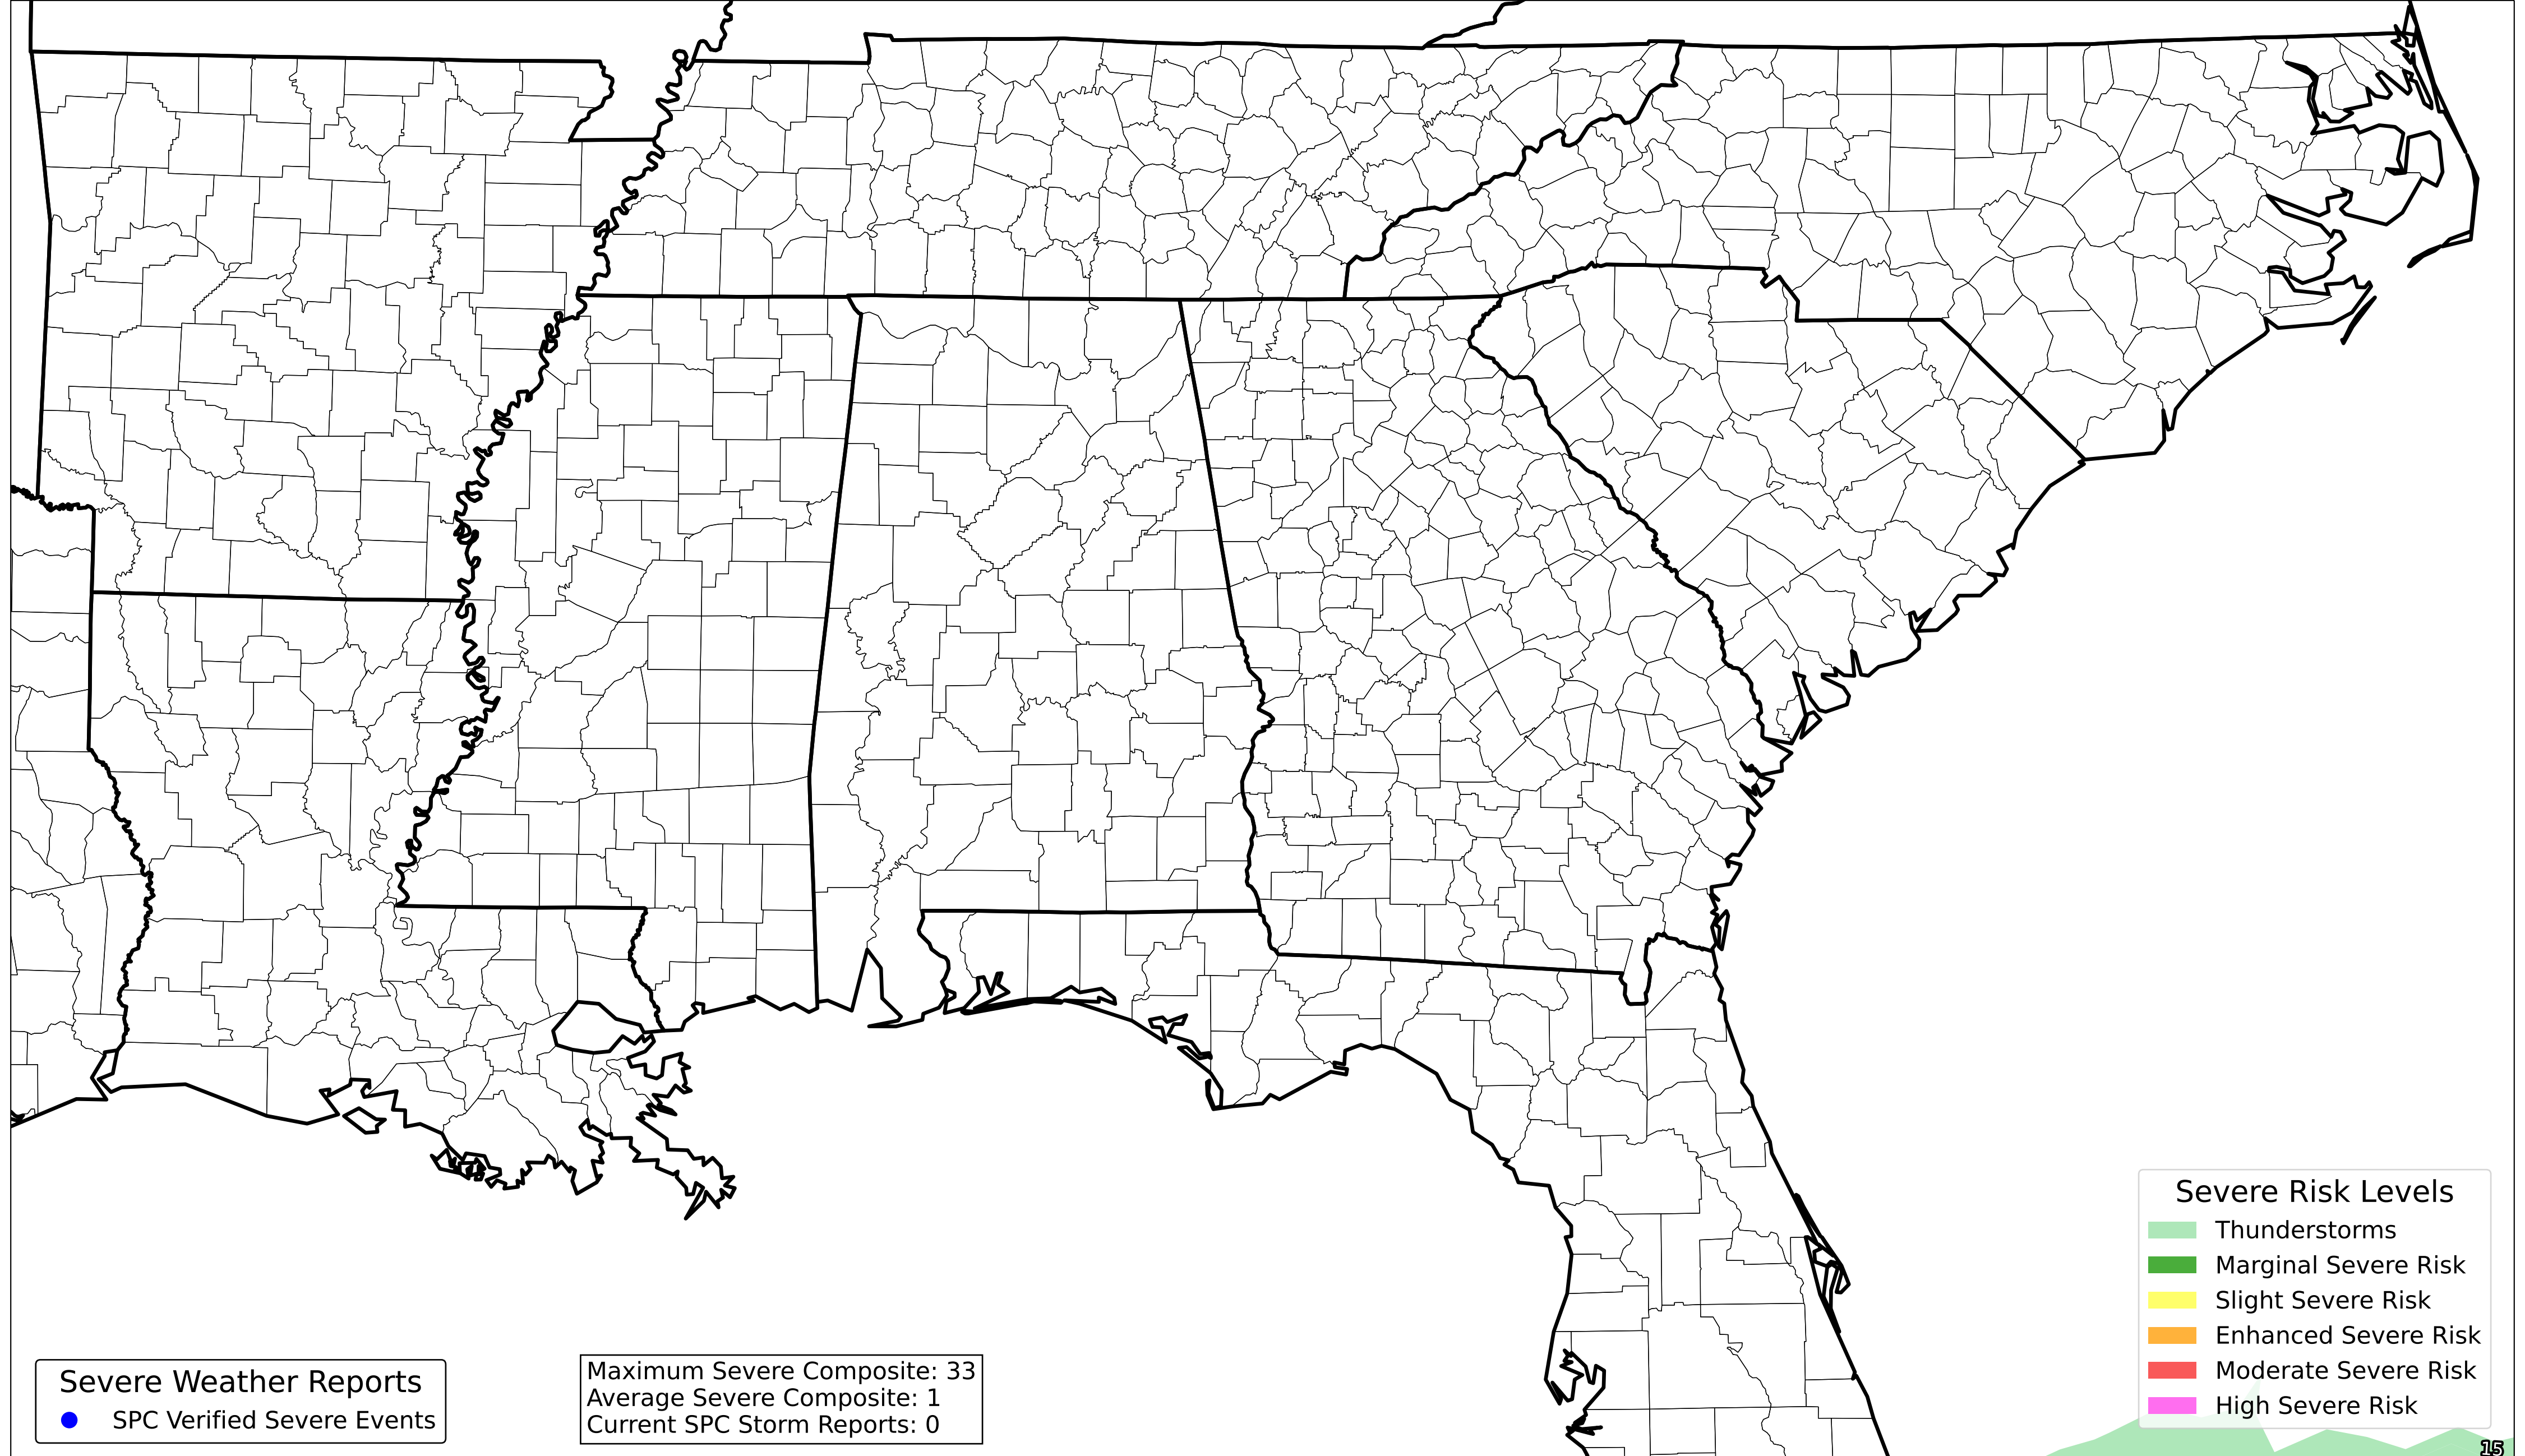 Severe Risk Levels
Thunderstorms
Marginal Severe Risk
Slight Severe Risk
Enhanced Severe Risk
Moderate Severe Risk
High Severe Risk
Severe Weather Reports
SPC Verified Severe Events
Maximum Severe Composite: 33
Average Severe Composite: 1
Current SPC Storm Reports: 0
15